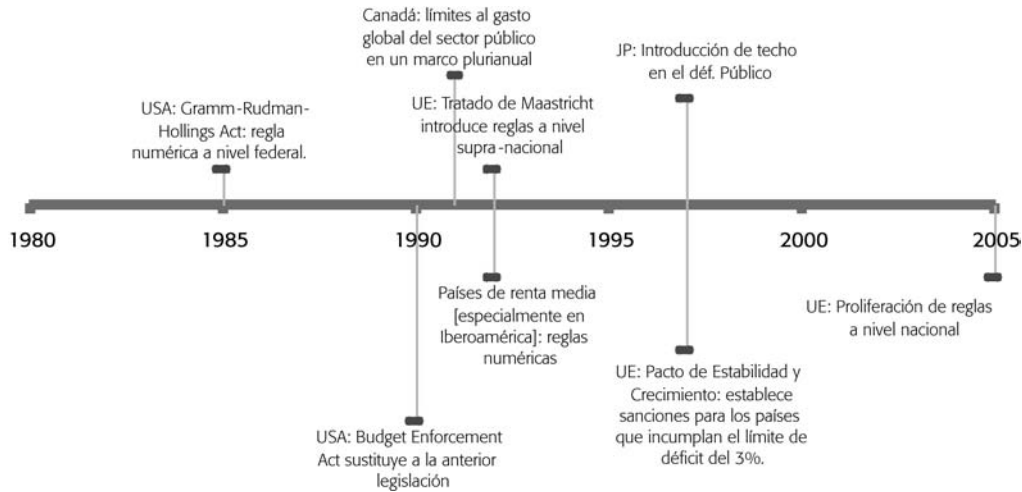 Canadá: límites al gasto
global del sector público
en un marco plurianual
JP: Introducción de techo
en el déf. Público
USA: Gramm-Rudman-
Hollings Act: regla
numérica a nivel federal.
UE: Tratado de Maastricht
introduce reglas a nivel
supra-nacional
1980
1985
1990
1995
2000
2005
Países de renta media
[especialmente en
Iberoamérica]: reglas
numéricas
UE: Proliferación de reglas
a nivel nacional
UE: Pacto de Estabilidad y
Crecimiento: establece
sanciones para los países
que incumplan el límite de
déficit del 3%.
USA: Budget Enforcement
Act sustituye a la anterior
legislación